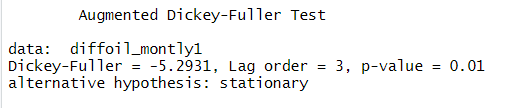 Augmented Dickey-Fuller Test
data: diffoil_montly1
Dickey-Fuller = -5.2931, Lag order = 3, p-value = 0.01
alternative hypothesis: stationary